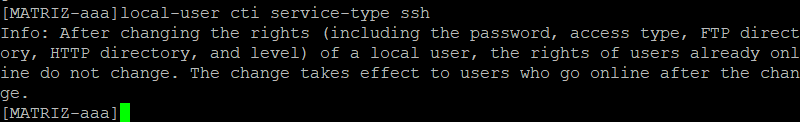 [MATRIZ-aaa]local-user cti service-type ssh
Info: After changing the rights (including the password, access type, FTP direct
ory, HTTP directory, and level) of a local user, the rights of users already onl
ine do not change. The change takes effect to users who go online after the chan
ge.
[MATRIZ-aaa]